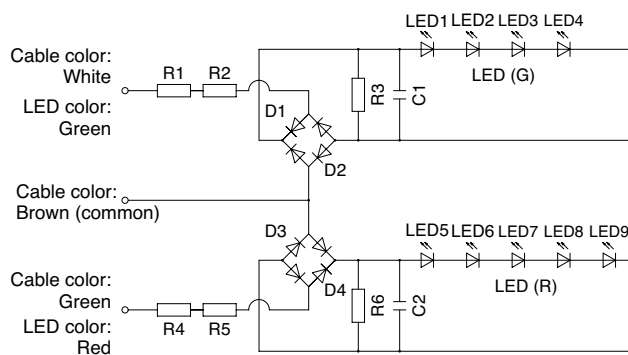 LED1 LED2 LED3 LED4
Cable color:
White
R1 R2
LED (G)
LED color:
Green
D1
R3
C1
D2
Cable color:
Brown (common)
D3
LED5 LED6 LED7 LED8 LED9
Cable color:
Green
D4
LED (R)
R6
C2
LED color:
Red
R4 R5